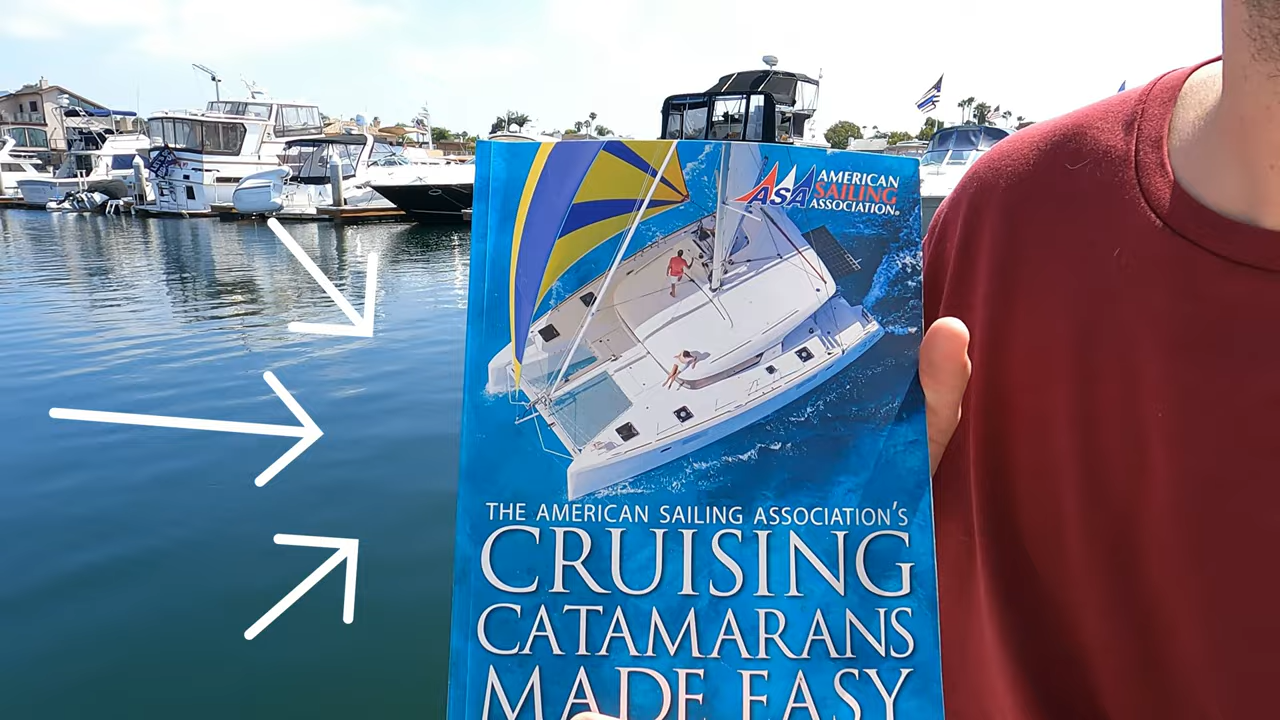 AMERICAN
ASA SAILING
ASSOCIATION®
THE AMERICAN SAILING ASSOCIATION'S
CRUISING
CATAMARANS
MADE EASY